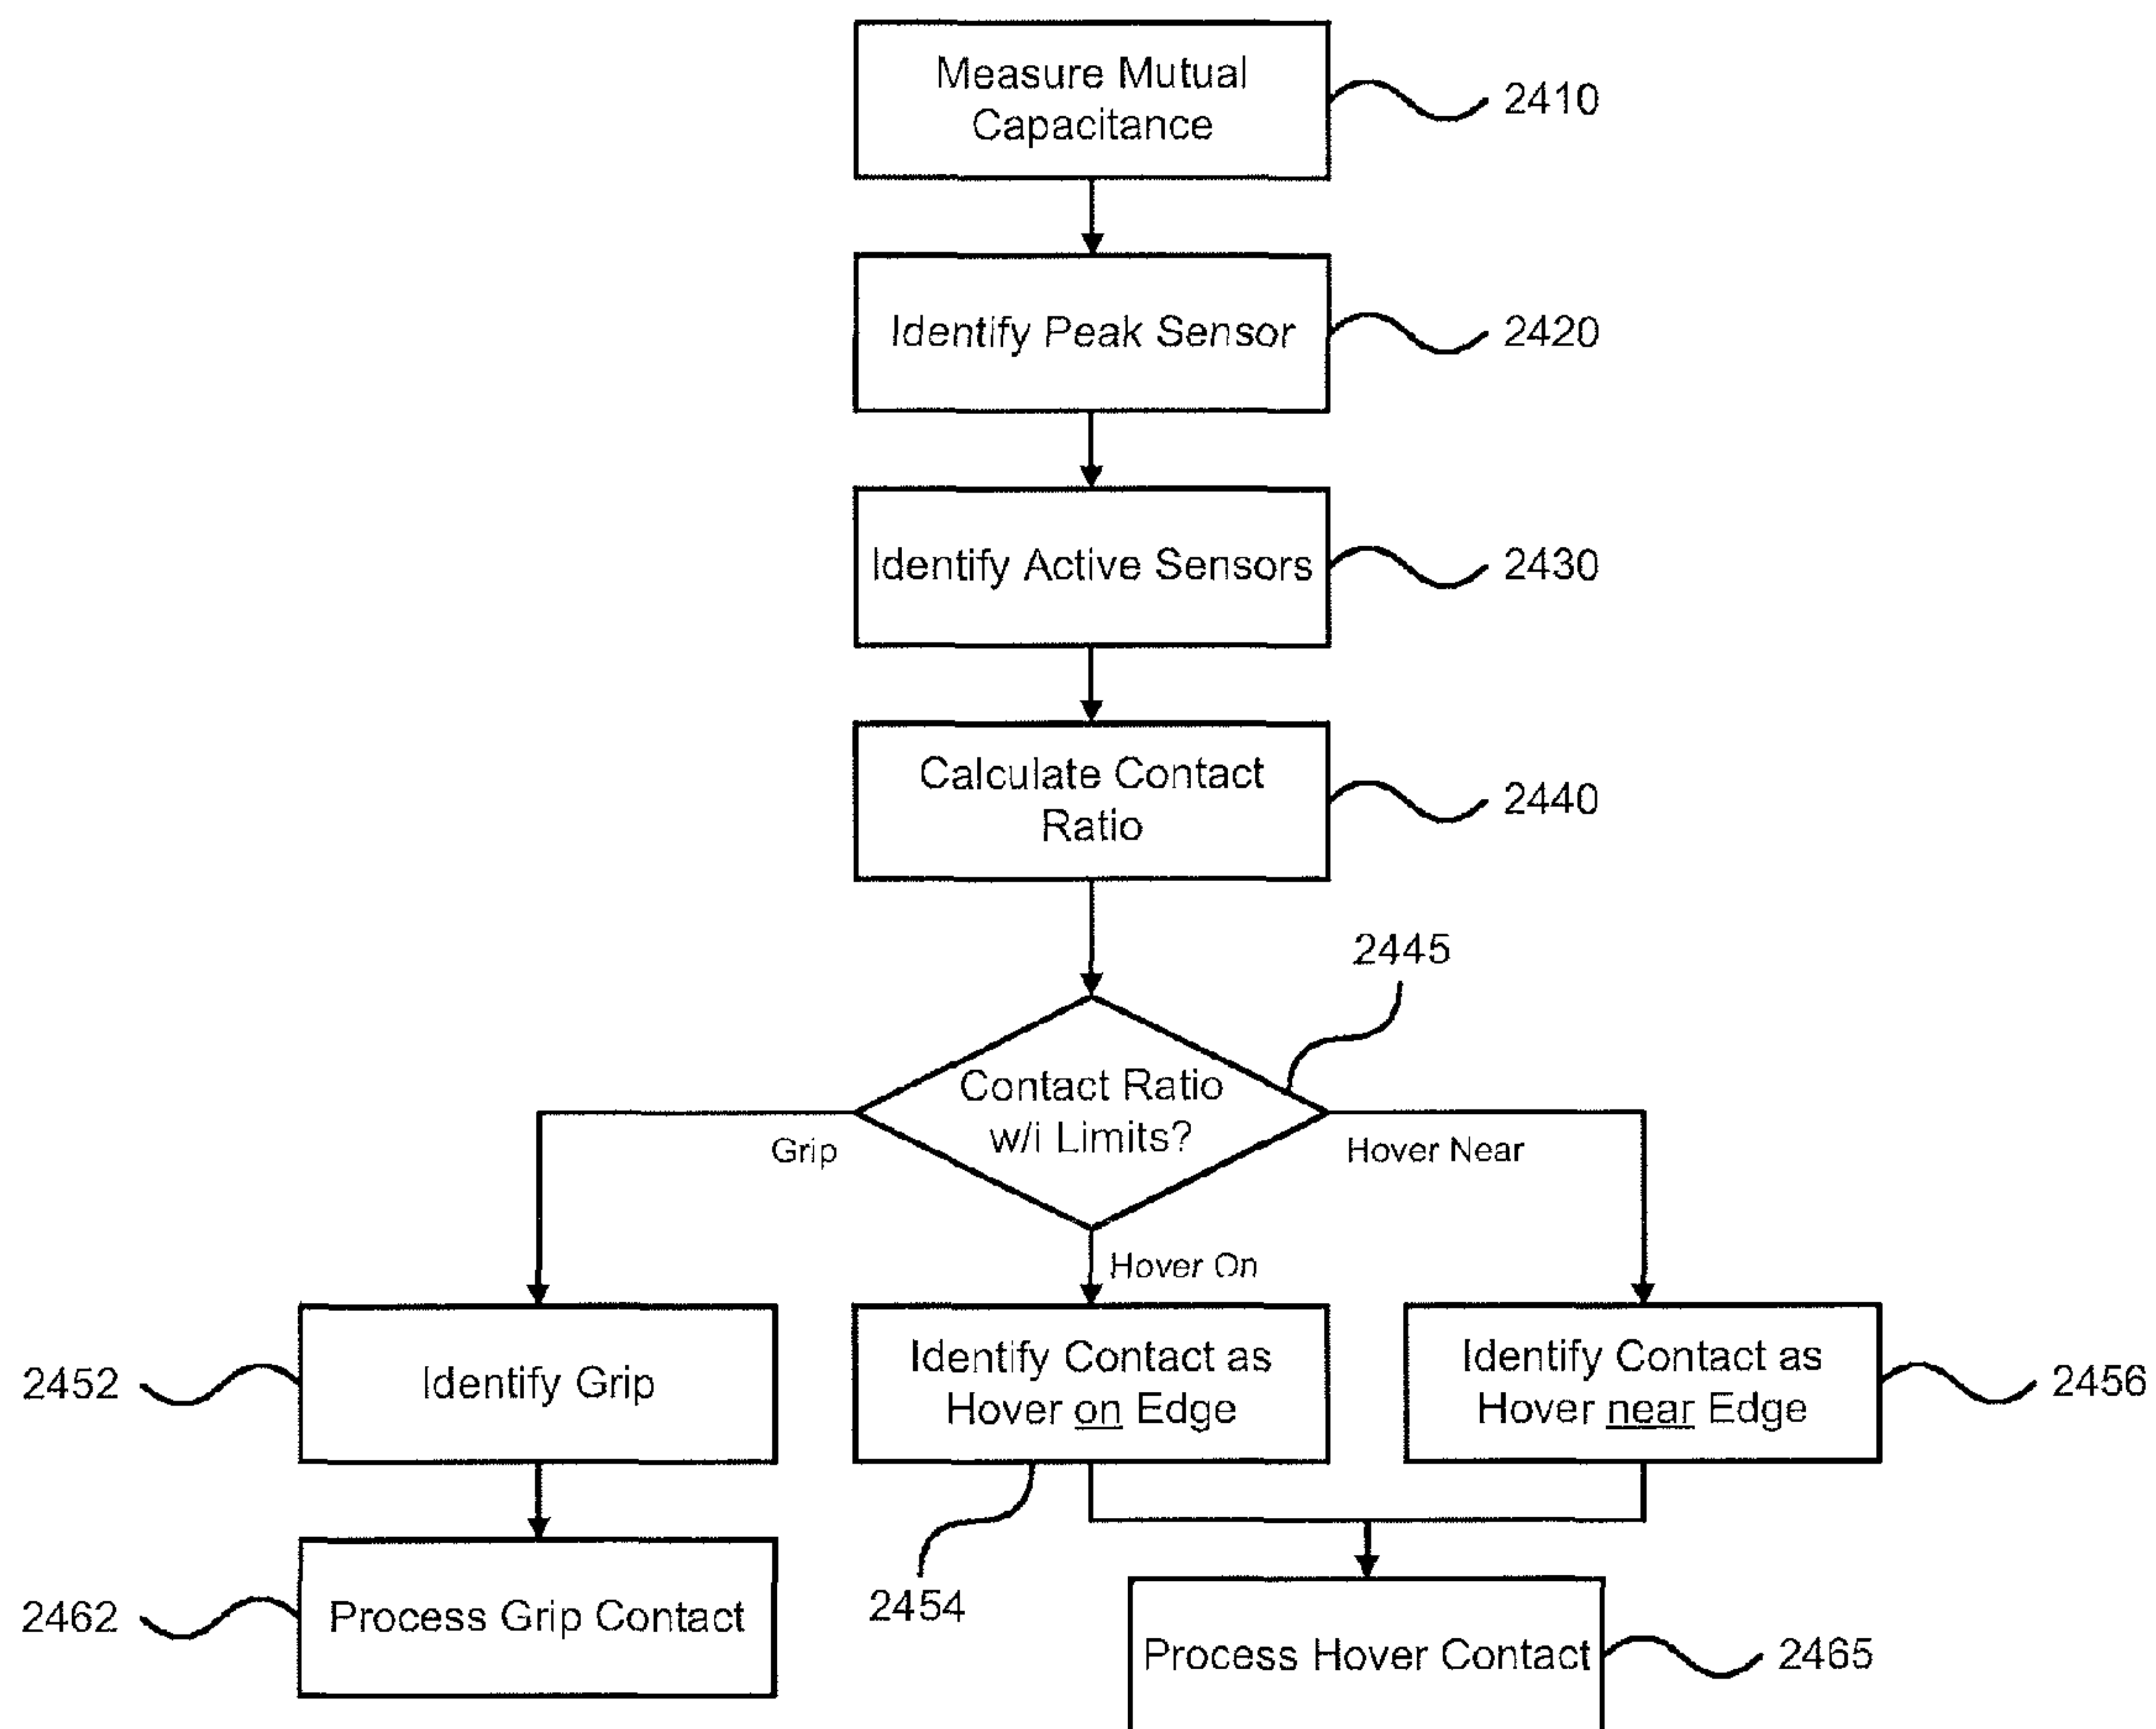 Measure Mutual
Capacitance
2410
Identify Peak Sensor
2420
Identify Active Sensors
2430
Calculate Contact
Ratio
2440
2445
Contact Ratio
w/i Limits?
Grip
Hover Near
Hover On
2452
Identify Grip
Identify Contact as
Hover on Edge
Identify Contact as
Hover near Edge
2456
2454
2462
Process Grip Contact
Process Hover Contact
2465